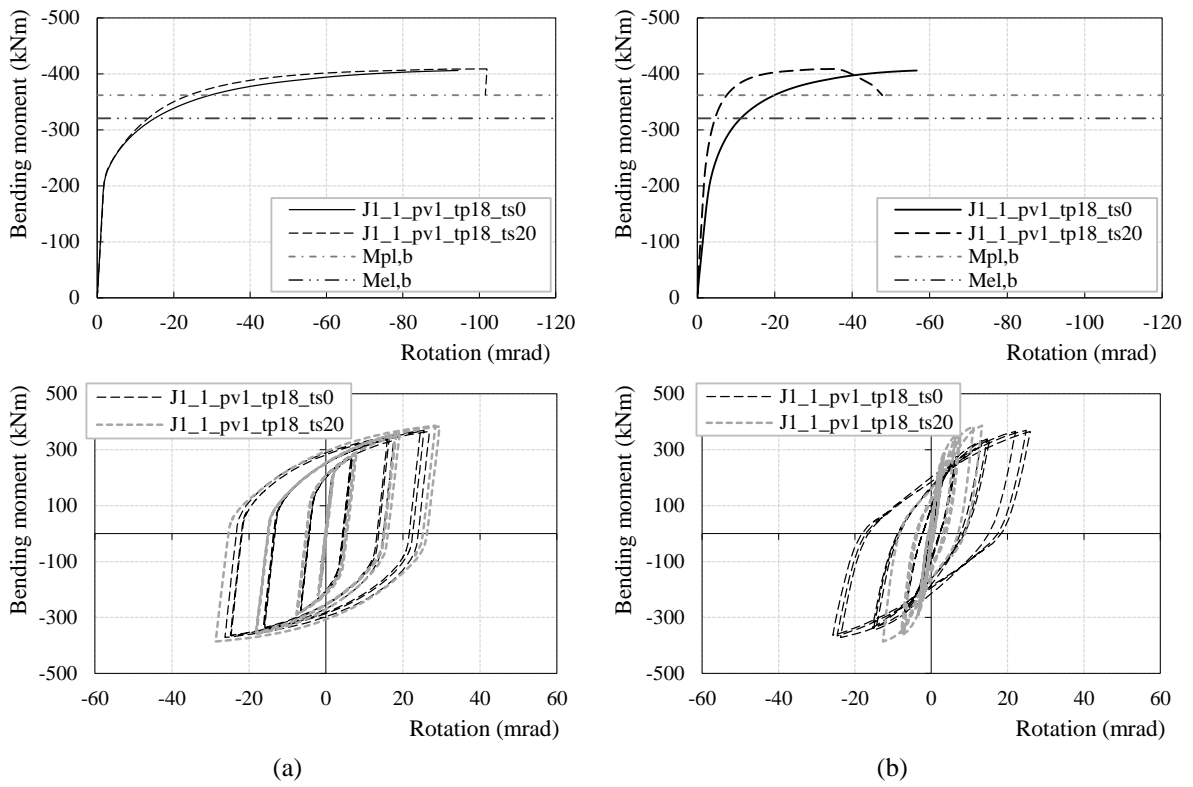 Bending moment (kNm)
-500
-400
-300
-200
-100
0
J1_1_pv1_tp18_ts0
J1_1_pv1_tp18_ts20
Mpl,b
Mel,b
0 -20 -40 -60 -80 -100 -120
Rotation (mrad)
Bending moment (kNm)
-500
-400
-300
-200
-100
0
J1_1_pv1_tp18_ts0
J1_1_pv1_tp18_ts20
Mpl,b
Mel,b
0 -20 -40 -60 -80 -100 -120
Rotation (mrad)
Bending moment (kNm)
500
300
100
-100
-300
-500
J1_1_pv1_tp18_ts0
J1_1_pv1_tp18_ts20
-60 -40 -20 0 20 40 60
Rotation (mrad)
(a)
Bending moment (kNm)
500
300
100
-100
-300
-500
J1_1_pv1_tp18_ts0
J1_1_pv1_tp18_ts20
-60 -40 -20 0 20 40 60
Rotation (mrad)
(b)